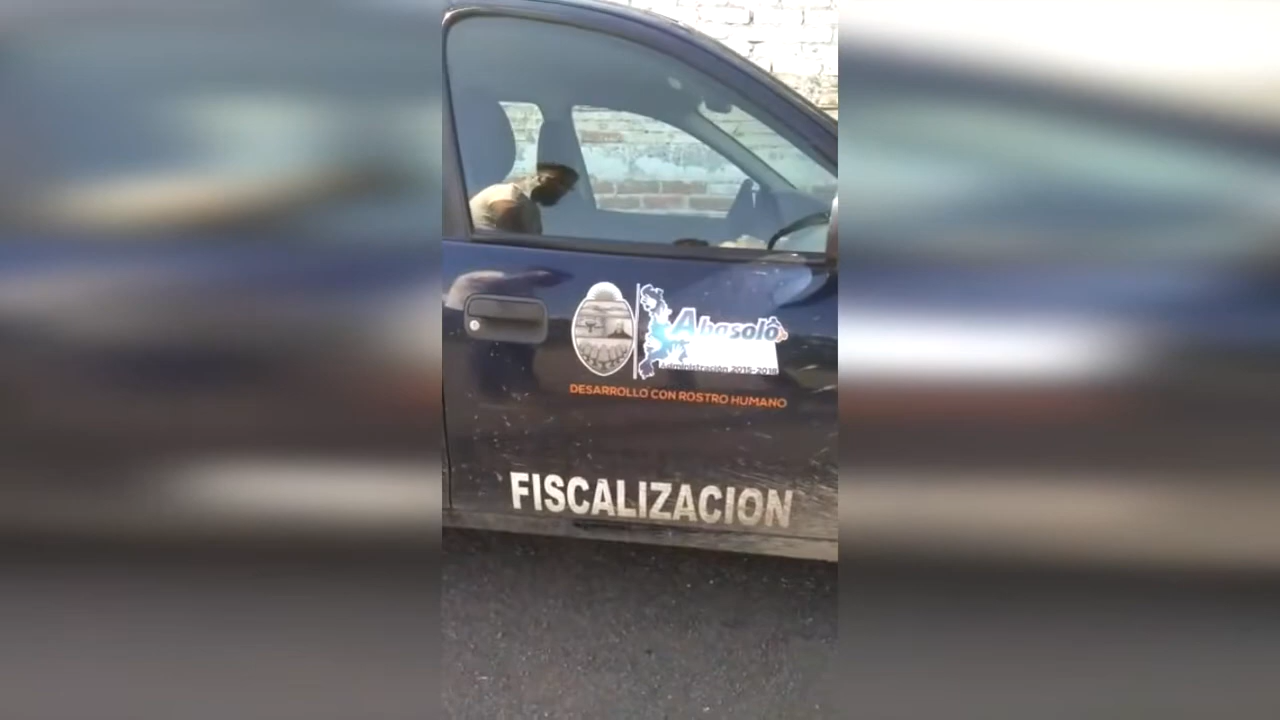 Abasolo
Administración 2015-2018
DESARROLLO CON ROSTRO HUMANO
FISCALIZACION